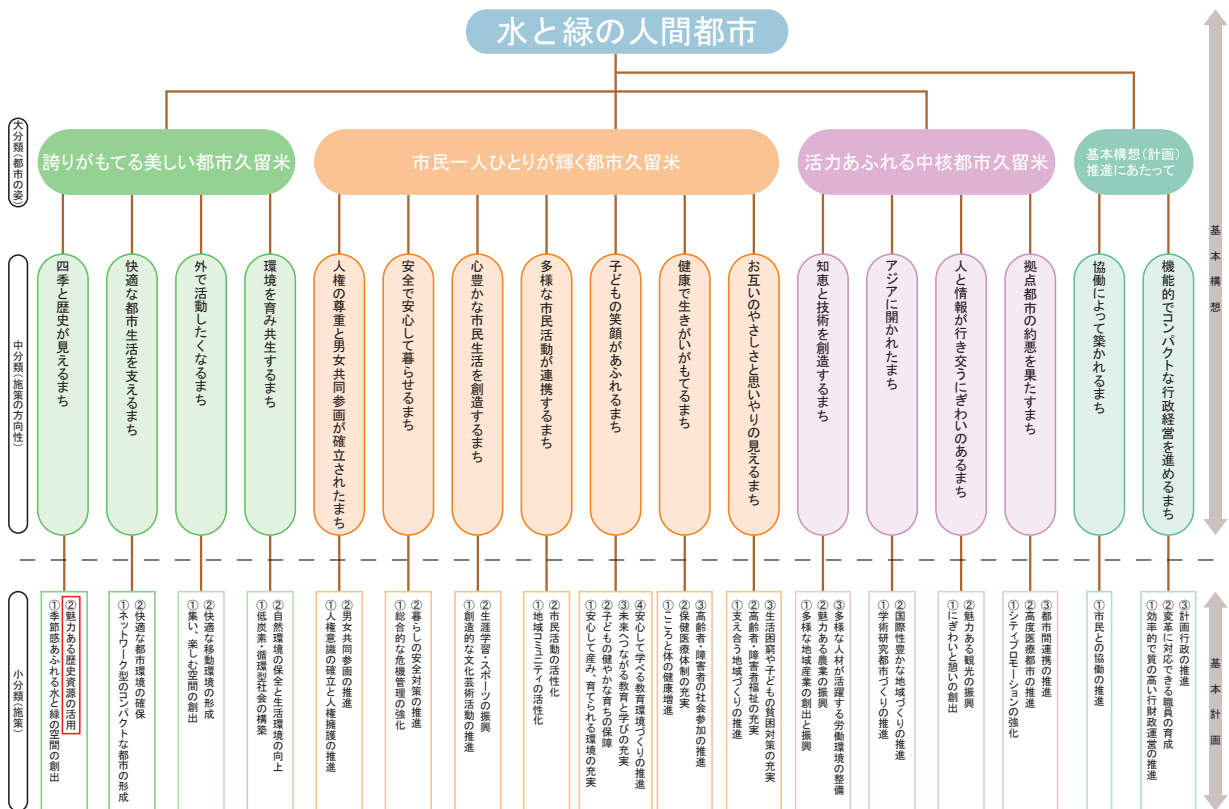 水と緑の人間都市
大分類（都市の姿）
誇りがもてる美しい都市久留米
市民一人ひとりが輝く都市久留米
活力あふれる中核都市久留米
基本構想（計画）
推進にあたって
基本構想
中分類（施策の方向性）
四季と歴史が見えるまち
快適な都市生活を支えるまち
外で活動したくなるまち
環境を育み共生するまち
人権の尊重と男女共同参画が確立されたまち
安全で安心して暮らせるまち
心豊かな市民生活を創造するまち
多様な市民活動が連携するまち
子どもの笑顔があふれるまち
健康で生きがいがもてるまち
お互いのやさしさと思いやりの見えるまち
知恵と技術を創造するまち
アジアに開かれたまち
人と情報が行き交うにぎわいのあるまち
拠点都市の約悪を果たすまち
協働によって築かれるまち
機能的でコンパクトな行政経営を進めるまち
小分類（施策）
①季節感あふれる水と緑の空間の創出
②魅力ある歴史資源の活用
①ネットワーク型のコンパクトな都市の形成
②快適な都市環境の確保
①集い、楽しむ空間の創出
②快適な移動環境の形成
①低炭素・循環型社会の構築
②自然環境の保全と生活環境の向上
①人権意識の確立と人権擁護の推進
②男女共同参画の推進
①総合的な危機管理の強化
②暮らしの安全対策の推進
①創造的な文化芸術活動の推進
②生涯学習・スポーツの振興
①地域コミュニティの活性化
②市民活動の活性化
①安心して産み、育てられる環境の充実
②子どもの健やかな育ちの保障
③未来へつながる教育と学びの充実
④安心して学べる教育環境づくりの推進
①こころと体の健康増進
②保健医療体制の充実
③高齢者・障害者の社会参加の推進
①支え合う地域づくりの推進
②高齢者・障害者福祉の充実
③生活困窮や子どもの貧困対策の充実
①多様な地域産業の創出と振興
②魅力ある農業の振興
③多様な人材が活躍する労働環境の整備
①学術研究都市づくりの推進
②国際性豊かな地域づくりの推進
①にぎわいと憩いの創出
②魅力ある観光の振興
①シティプロモーションの強化
②高度医療都市の推進
③都市間連携の推進
①市民との協働の推進
①効率的で質の高い行財政運営の推進
②変革に対応できる職員の育成
③計画行政の推進
基本計画